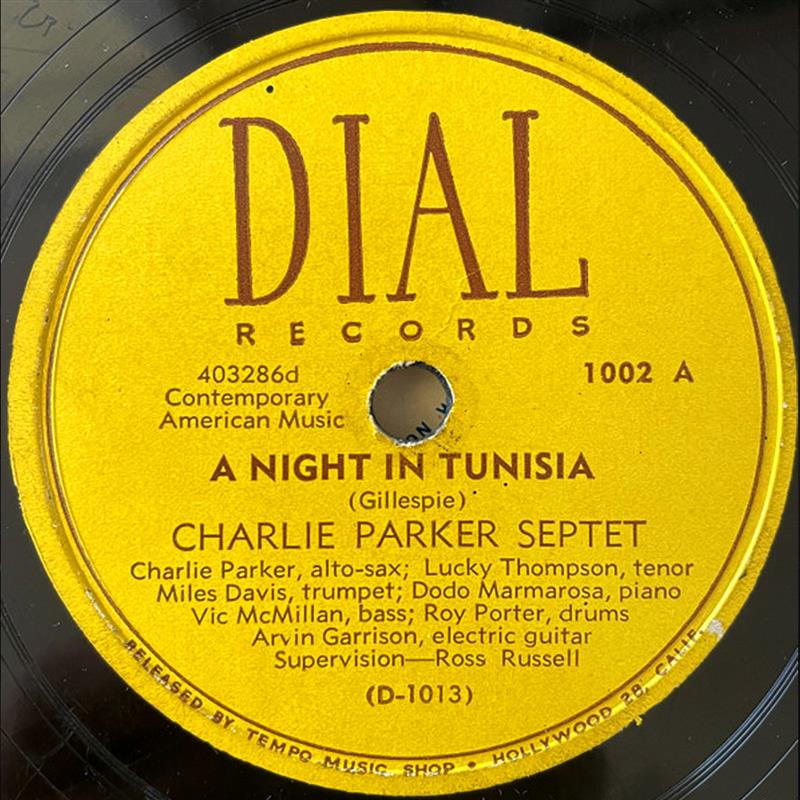 DIAL
RECORDS
403286d
1002 A
Contemporary
American Music
A NIGHT IN TUNISIA
(Gillespie)
CHARLIE PARKER SEPTET
Charlie Parker, alto-sax; Lucky Thompson, tenor
Miles Davis, trumpet; Dodo Marmarosa, piano
Vic McMillan, bass; Roy Porter, drums
Arvin Garrison, electric guitar
Supervision—Ross Russell
(D-1013)
RELEASED BY TEMPO MUSIC SHOP • HOLLYWOOD 28, CALIF.